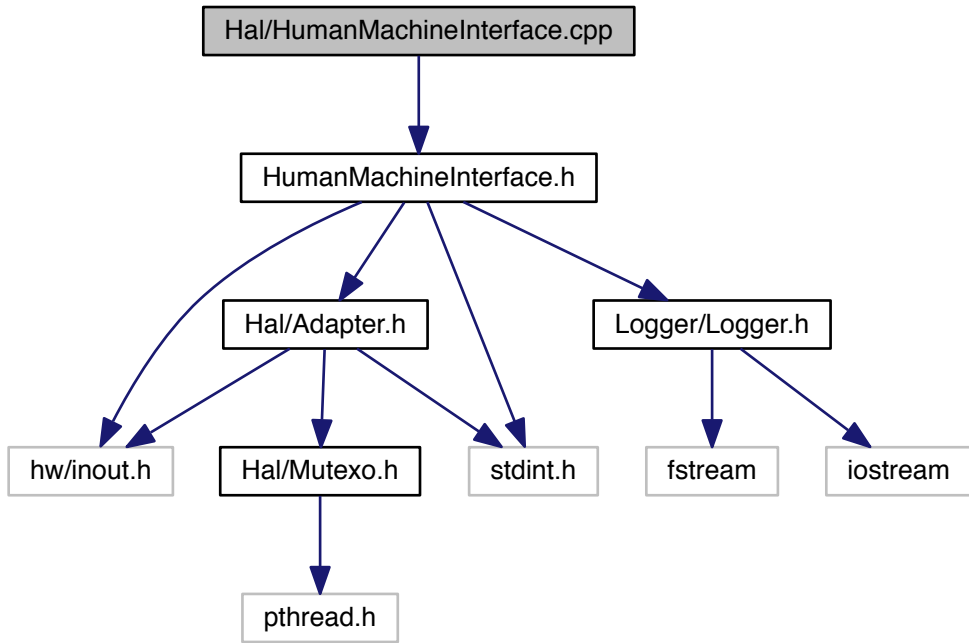 Hal/HumanMachineInterface.cpp
HumanMachineInterface.h
Hal/Adapter.h
Logger/Logger.h
hw/inout.h
Hal/Mutexo.h
stdint.h
fstream
iostream
pthread.h